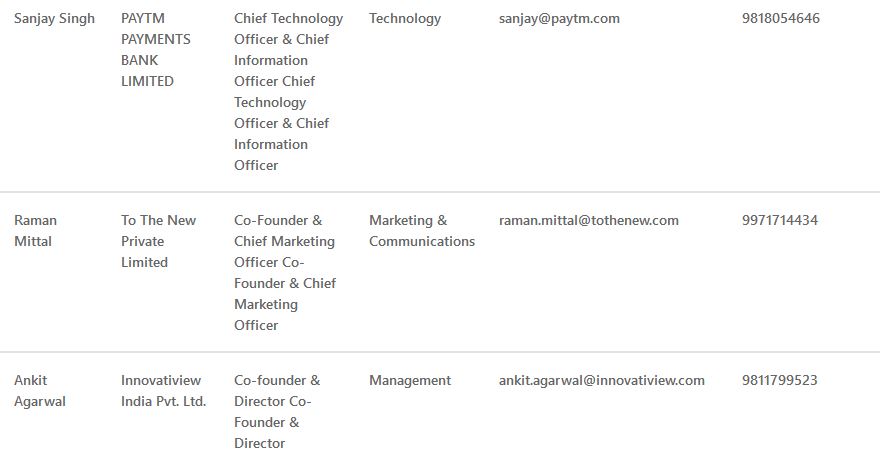 Sanjay Singh PAYTM Chief Technology Technology sanjay@paytm.com 9818054646
PAYMENTS Officer & Chief
BANK Information
LIMITED Officer Chief
Technology
Officer & Chief
Information
Officer
Raman To The New Co-Founder & Marketing & raman.mittal@tothenew.com 9971714434
Mittal Private Chief Marketing Communications
Limited Officer Co-
Founder & Chief
Marketing
Officer
Ankit Innovatiview Co-founder & Management ankit.agarwal@innovatiview.com 9811799523
Agarwal India Pvt. Ltd. Director Co-
Founder &
Director